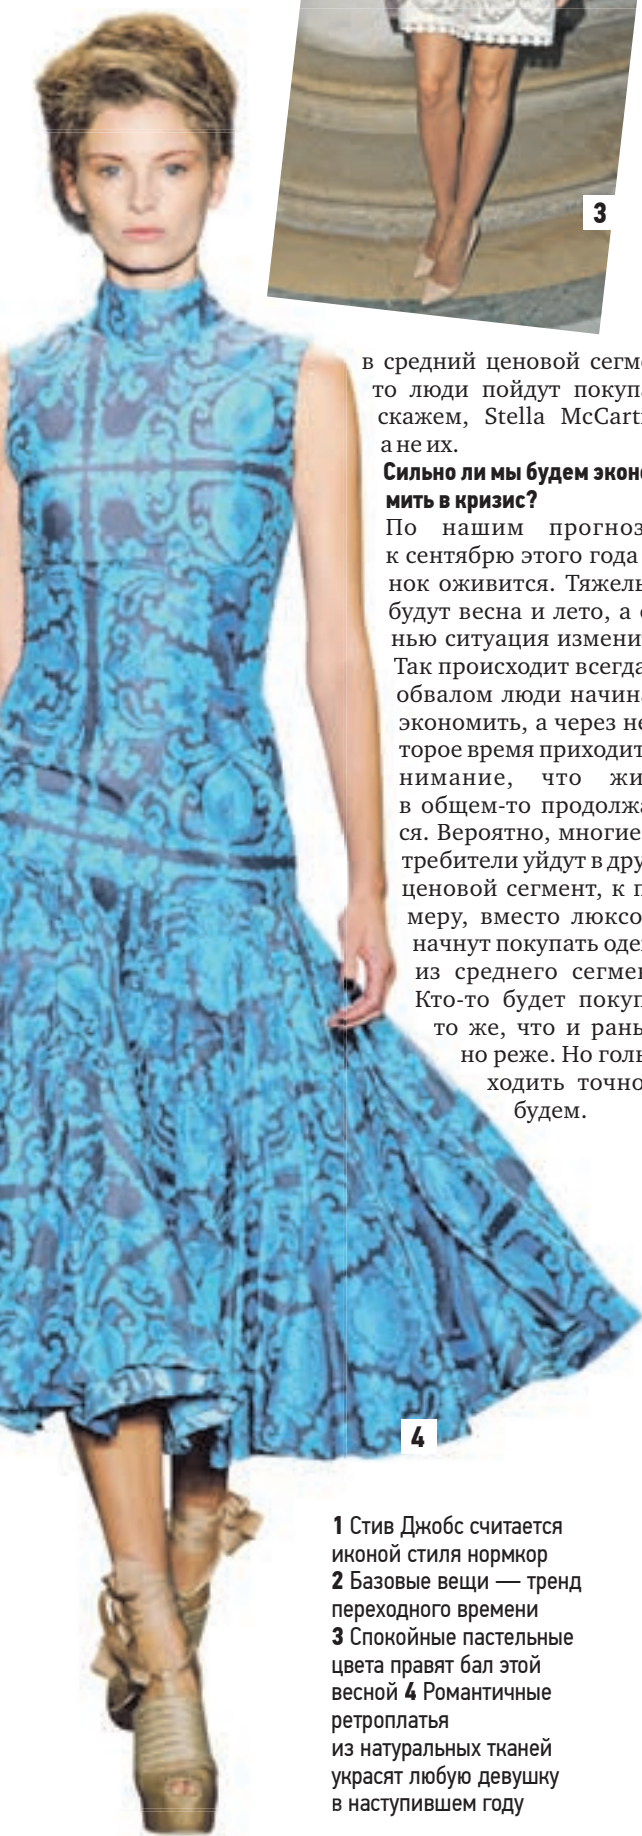 3
в средний ценовой сегме
то люди пойдут покупа
скажем, Stella McCart
а не их.
Сильно ли мы будем эконо
мить в кризис?
По нашим прогноз
к сентябрю этого года
нок оживится. Тяжель
будут весна и лето, а о
нью ситуация измени
Так происходит всегда
обвалом люди начина
экономить, а через не
торое время приходит
нимание, что жи
в общем-то продолжа
ся. Вероятно, многие
требители уйдут в дру
ценовой сегмент, к п
меру, вместо люксо
начнут покупать оде
из среднего сегмен
Кто-то будет покуп
то же, что и рань
но реже. Но голь
ходить точно
будем.
4
1 Стив Джобс считается
иконой стиля нормкор
2 Базовые вещи — тренд
переходного времени
3 Спокойные пастельные
цвета правят бал этой
весной 4 Романтичные
ретроплатья
из натуральных тканей
украсят любую девушку
в наступившем году